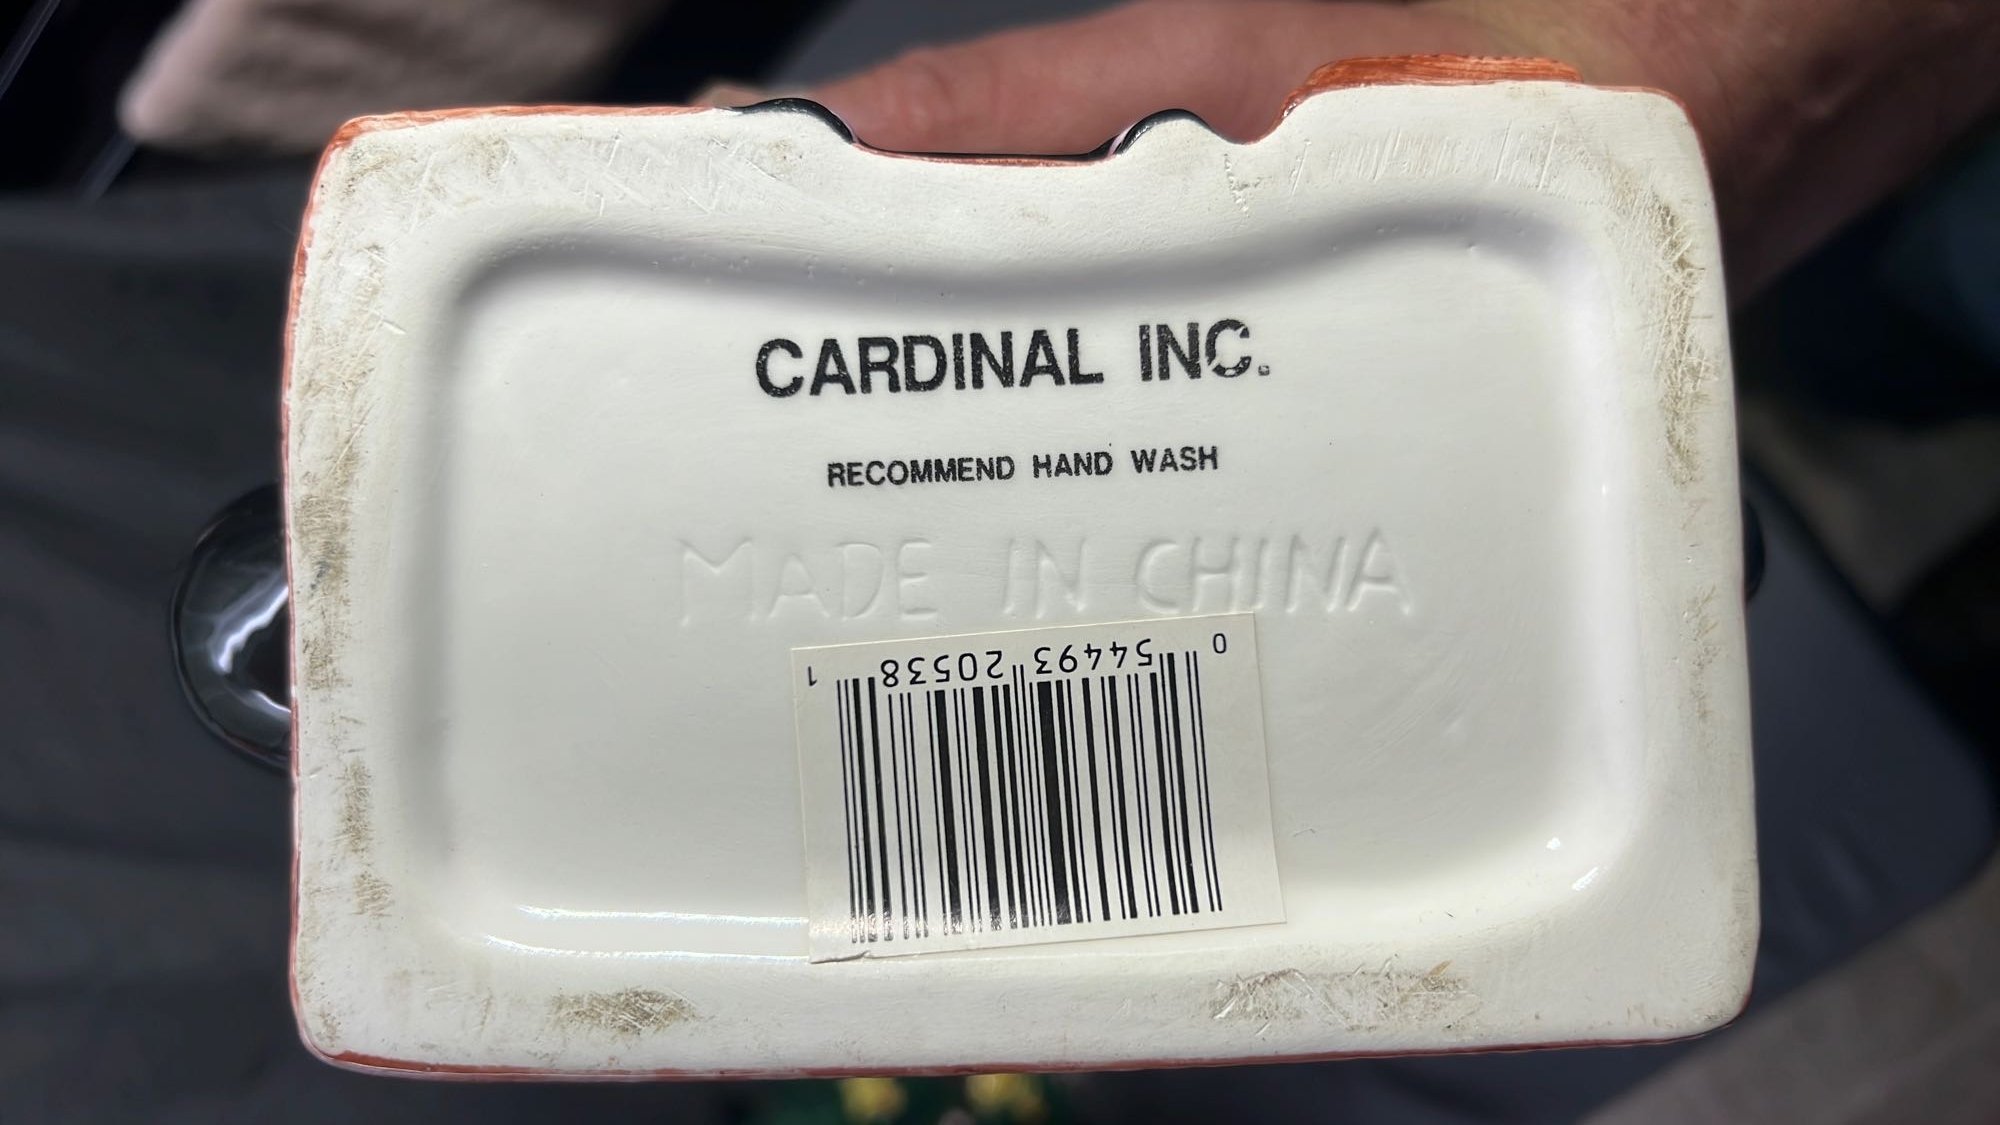 CARDINAL INC.
RECOMMEND HAND WASH
MADE IN CHINA
0 54493 20538 1